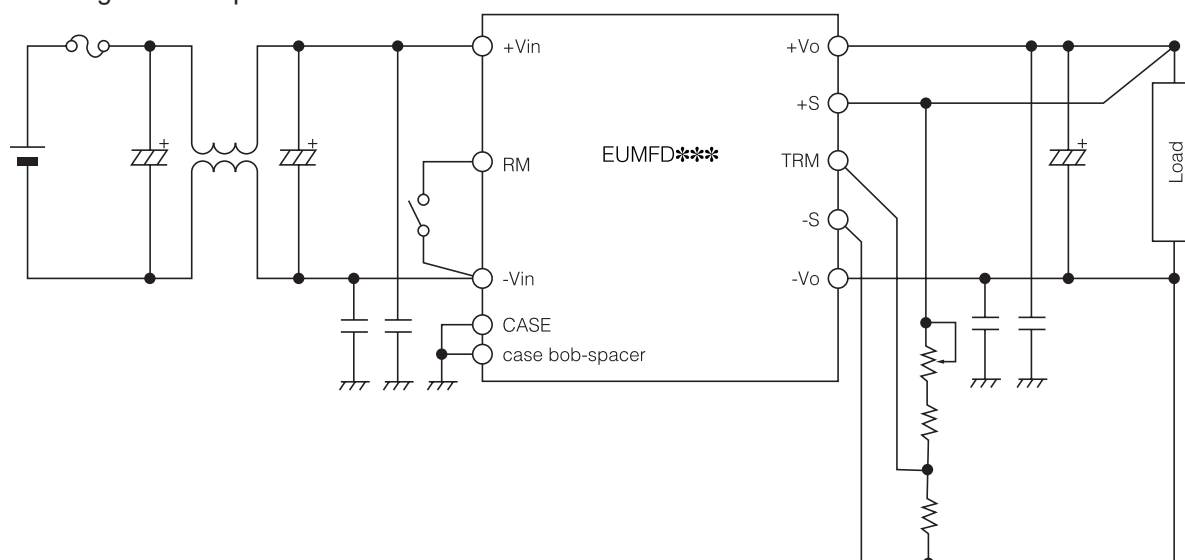 +Vin
+Vo
+S
EUMFD***
RM
TRM
Load
-S
-Vin
-Vo
CASE
case bob-spacer
+
+
+